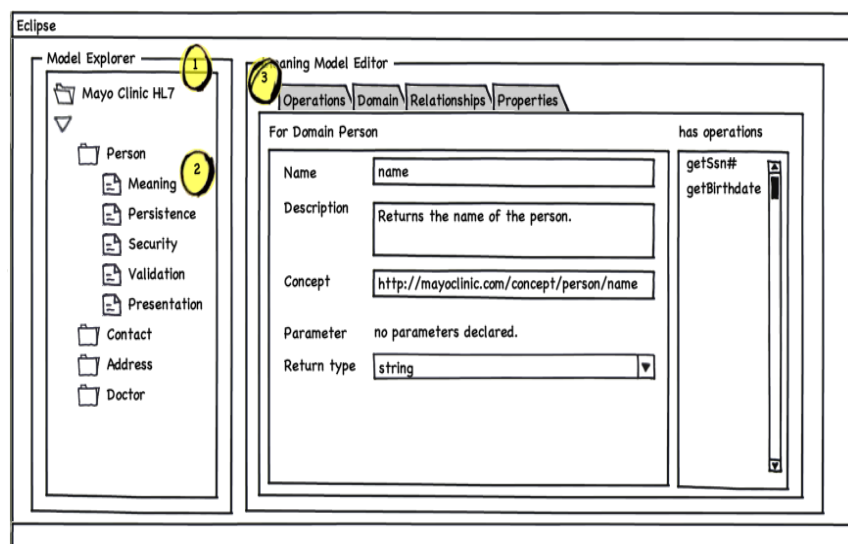 Eclipse
Model Explorer
1
Mayo Clinic HL7
Person
Meaning
2
Persistence
Security
Validation
Presentation
Contact
Address
Doctor
3
Model Editor
Operations
Domain
Relationships
Properties
For Domain Person
has operations
Name
name
Description
Returns the name of the person.
Concept
http://mayoclinic.com/concept/person/name
Parameter
no parameters declared.
Return type
string
getSsn#
getBirthdate